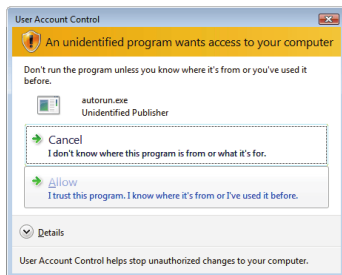 User Account Control
An unidentified program wants access to your computer
Don't run the program unless you know where it's from or you've used it
before.
autorun.exe
Unidentified Publisher
Cancel
I don't know where this program is from or what it's for.
Allow
I trust this program. I know where it's from or I've used it before.
Details
User Account Control helps stop unauthorized changes to your computer.